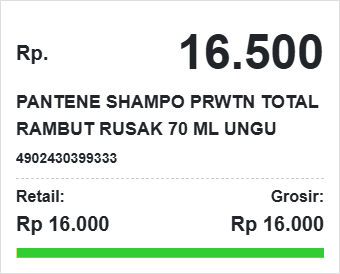 Rp. 16.500
PANTENE SHAMPO PRWTN TOTAL
RAMBUT RUSAK 70 ML UNGU
4902430399333
Retail: Grosir:
Rp 16.000 Rp 16.000